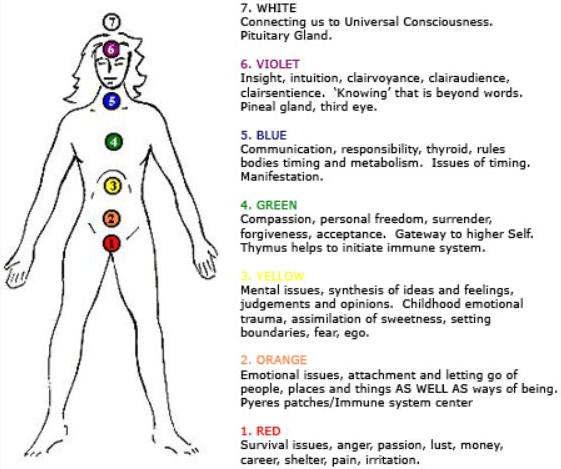 7
6
5
4
3
2
1
7. WHITE
Connecting us to Universal Consciousness.
Pituitary Gland.
6. VIOLET
Insight, intuition, clairvoyance, clairaudience,
clairsentience. ‘Knowing’ that is beyond words.
Pineal gland, third eye.
5. BLUE
Communication, responsibility, thyroid, rules
bodies timing and metabolism. Issues of timing.
Manifestation.
4. GREEN
Compassion, personal freedom, surrender,
forgiveness, acceptance. Gateway to higher Self.
Thymus helps to initiate immune system.
3. YELLOW
Mental issues, synthesis of ideas and feelings,
judgements and opinions. Childhood emotional
trauma, assimilation of sweetness, setting
boundaries, fear, ego.
2. ORANGE
Emotional issues, attachment and letting go of
people, places and things AS WELL AS ways of being.
Pyeres patches/Immune system center
1. RED
Survival issues, anger, passion, lust, money,
career, shelter, pain, irritation.